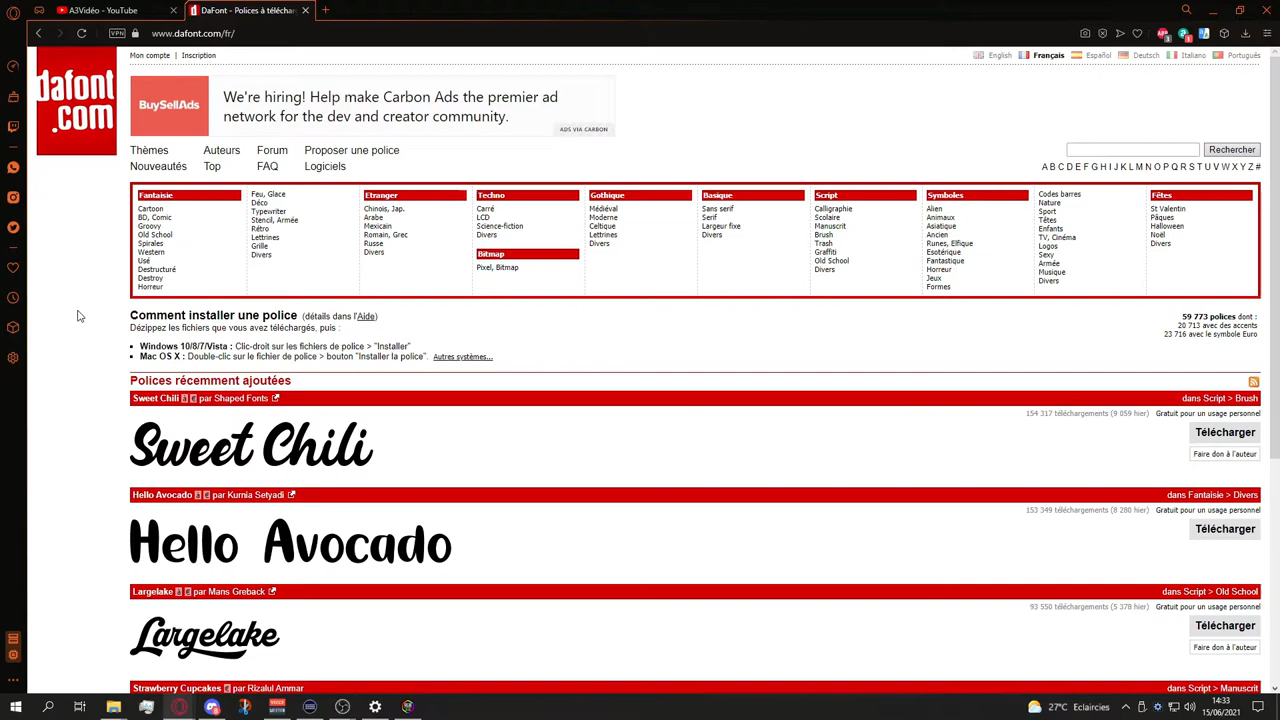 A3Vidéo - YouTube
DaFont - Polices à téléchar
VPN
www.dafont.com/fr/
dafont
.com
Mon compte | Inscription
English
Français
Español
Deutsch
Italiano
Português
BuySellAds
We're hiring! Help make Carbon Ads the premier ad
network for the dev and creator community.
ADS VIA CARBON
Thèmes
Auteurs
Forum
Proposer une police
Nouveautés
Top
FAQ
Logiciels
Rechercher
A B C D E F G H I J K L M N O P Q R S T U V W X Y Z #
Fantaisie
Cartoon
BD, Comic
Groovy
Old School
Spirales
Western
Usé
Destructuré
Destroy
Horreur
Feu, Glace
Déco
Typewriter
Stencil, Armée
Rétro
Lettrines
Grille
Divers
Etranger
Chinois, Jap.
Arabe
Mexicain
Romain, Grec
Russe
Divers
Techno
Carré
LCD
Science-fiction
Divers
Bitmap
Pixel, Bitmap
Gothique
Médiéval
Moderne
Celtique
Lettrines
Divers
Basique
Sans serif
Serif
Largeur fixe
Divers
Script
Calligraphie
Scolaire
Manuscrit
Brush
Trash
Graffiti
Old School
Divers
Symboles
Alien
Animaux
Asiatique
Ancien
Runes, Elfique
Esotérique
Fantastique
Horreur
Jeux
Formes
Codes barres
Nature
Sport
Têtes
Enfants
TV, Cinéma
Logos
Sexy
Armée
Musique
Divers
Fêtes
St Valentin
Pâques
Halloween
Noël
Divers
Comment installer une police (détails dans l'Aide)
Dézippez les fichiers que vous avez téléchargés, puis :
Windows 10/8/7/Vista : Clic-droit sur les fichiers de police > "Installer"
Mac OS X : Double-clic sur le fichier de police > bouton "Installer la police". Autres systèmes...
59 773 polices dont :
20 713 avec des accents
23 716 avec le symbole Euro
Polices récemment ajoutées
Sweet Chili à € par Shaped Fonts
dans Script > Brush
154 317 téléchargements (9 059 hier) Gratuit pour un usage personnel
Sweet Chili
Télécharger
Faire don à l'auteur
Hello Avocado à € par Kurnia Setyadi
dans Fantaisie > Divers
153 349 téléchargements (8 280 hier) Gratuit pour un usage personnel
Hello Avocado
Télécharger
Largelake à € par Mans Greback
dans Script > Old School
93 550 téléchargements (5 378 hier) Gratuit pour un usage personnel
Largelake
Télécharger
Faire don à l'auteur
Strawberry Cupcakes € par Rizalul Ammar
dans Script > Manuscrit
27°C Eclaircies
14:33
15/06/2021